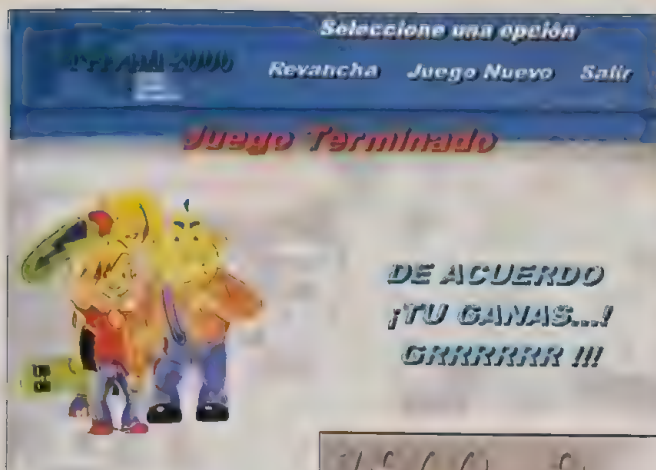 Seleccione una opción
Revancha Juego Nuevo Salir
Juego Terminado
DE ACUERDO
¡TU GANAS...!
GRRRRRR !!!